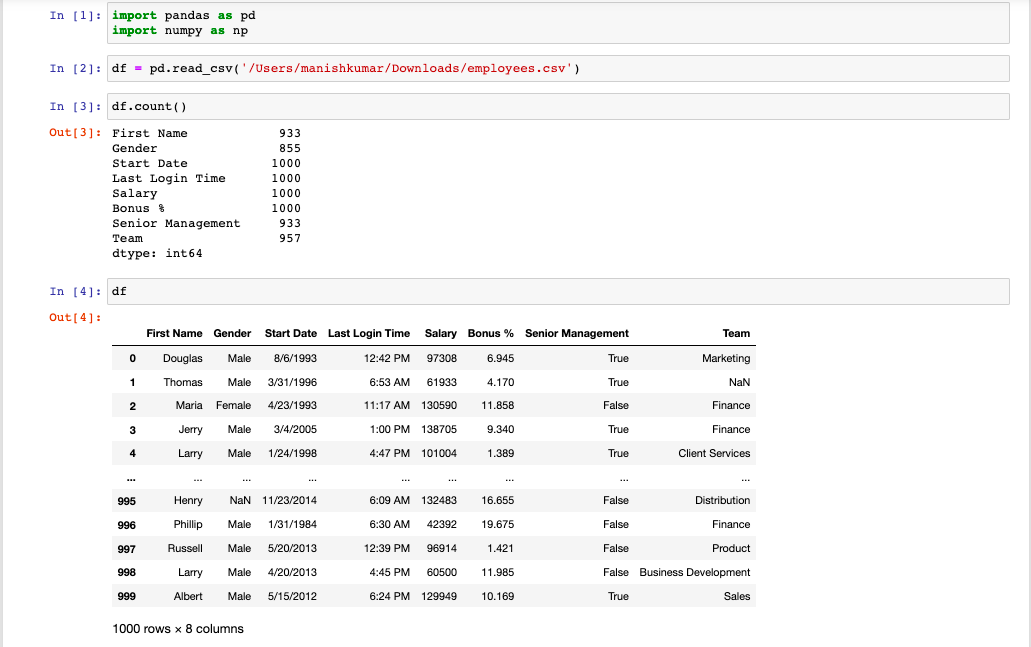 In [1]: import pandas as pd
import numpy as np
In [2]: df = pd.read_csv('/Users/manishkumar/Downloads/employees.csv')
In [3]: df.count()
Out[3]: First Name 933
Gender 855
Start Date 1000
Last Login Time 1000
Salary 1000
Bonus % 1000
Senior Management 933
Team 957
dtype: int64
In [4]: df
Out[4]:
First Name Gender Start Date Last Login Time Salary Bonus % Senior Management Team
0 Douglas Male 8/6/1993 12:42 PM 97308 6.945 True Marketing
1 Thomas Male 3/31/1996 6:53 AM 61933 4.170 True NaN
2 Maria Female 4/23/1993 11:17 AM 130590 11.858 False Finance
3 Jerry Male 3/4/2005 1:00 PM 138705 9.340 True Finance
4 Larry Male 1/24/1998 4:47 PM 101004 1.389 True Client Services
... ... ... ... ... ... ... ... ...
995 Henry NaN 11/23/2014 6:09 AM 132483 16.655 False Distribution
996 Phillip Male 1/31/1984 6:30 AM 42392 19.675 False Finance
997 Russell Male 5/20/2013 12:39 PM 96914 1.421 False Product
998 Larry Male 4/20/2013 4:45 PM 60500 11.985 False Business Development
999 Albert Male 5/15/2012 6:24 PM 129949 10.169 True Sales
1000 rows × 8 columns